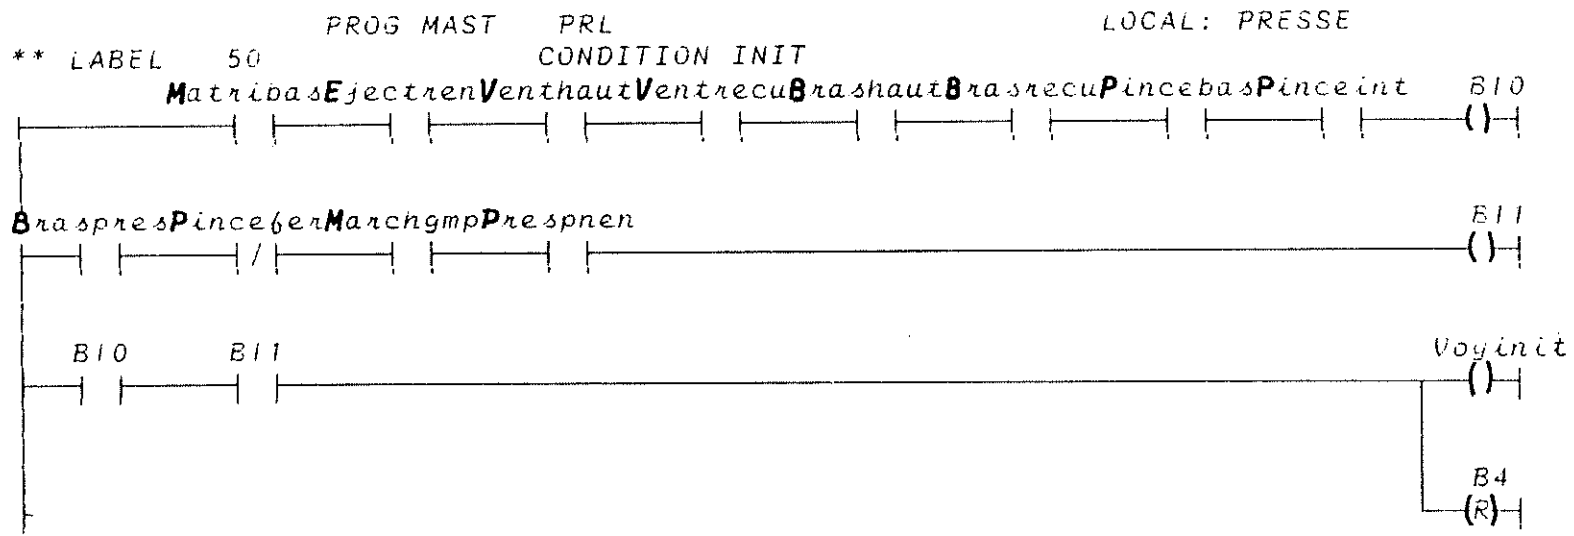 PROG MAST PRL LOCAL: PRESSE
** LABEL 50 CONDITION INIT
MatribasEjectrenVenthautVentrecuBrashautBrasrecuPincebasPinceint B10
( )
BraspresPinceferMarchgmpPrespnen B11
/ ( )
B10 B11 Voyinit
( )
B4
(R)